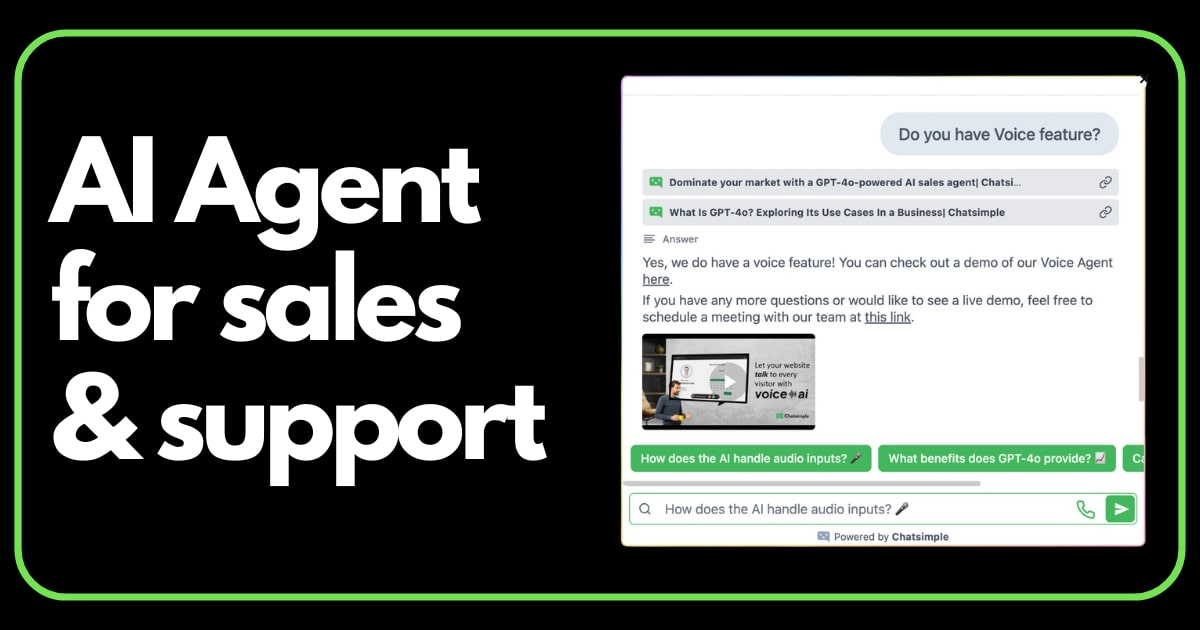 AI Agent
for sales
& support
Do you have Voice feature?
Dominate your market with a GPT-4o-powered AI sales agent| Chatsi...
What Is GPT-4o? Exploring Its Use Cases In a Business| Chatsimple
Answer
Yes, we do have a voice feature! You can check out a demo of our Voice Agent
here.
If you have any more questions or would like to see a live demo, feel free to
schedule a meeting with our team at this link.
Let your website
talk to every
visitor with
voice ai
Chatsimple
How does the AI handle audio inputs? 🎤
What benefits does GPT-4o provide? 📈
Ca
How does the AI handle audio inputs? 🎤
Powered by Chatsimple